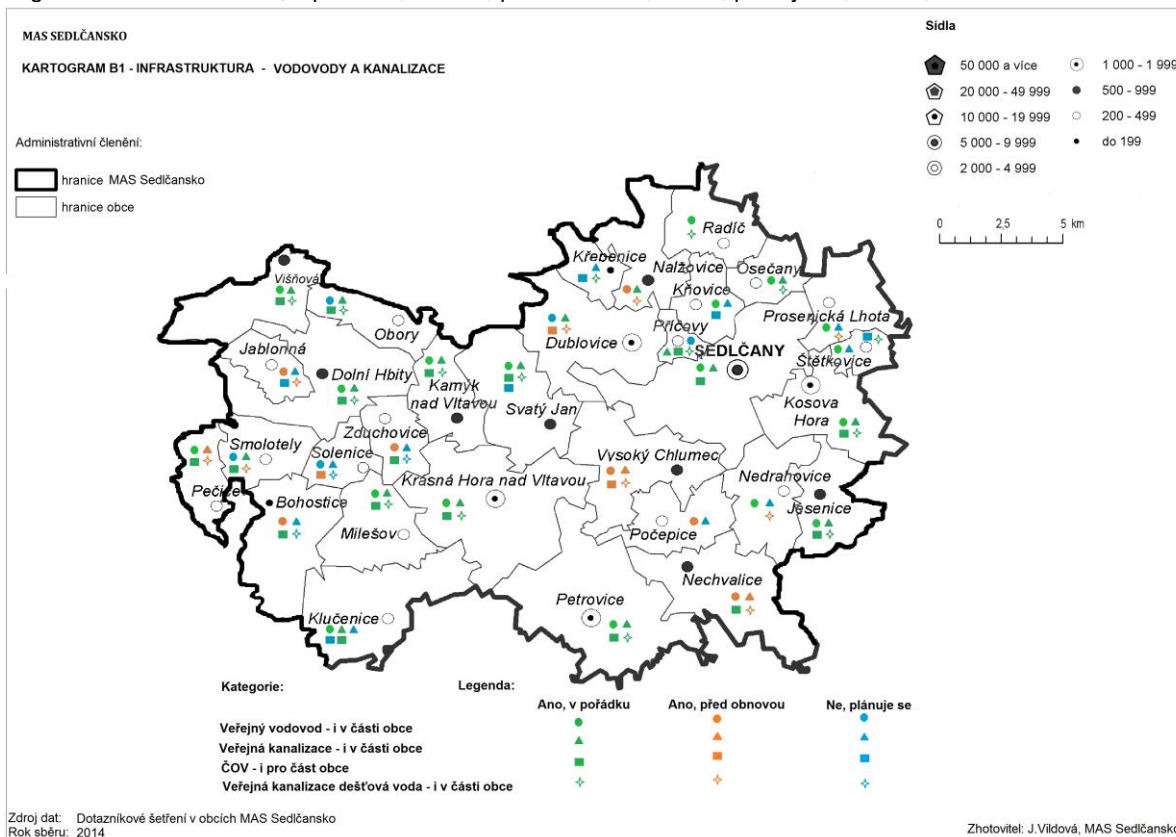 MAS SEDLČANSKO
KARTOGRAM B1 - INFRASTRUKTURA - VODOVODY A KANALIZACE
Administrativní členění:
hranice MAS Sedlčansko
hranice obce
Sídla
50 000 a více
20 000 - 49 999
10 000 - 19 999
5 000 - 9 999
2 000 - 4 999
1 000 - 1 999
500 - 999
200 - 499
do 199
0 2,5 5 km
Radíč
Křebenice
Nalžovice
Osečany
Višňová
Kňovice
Prosenická Lhota
Obory
Příčovy
Dublovice
SEDLČANY
Štětkovice
Jablonná
Dolní Hbity
Kamýk
nad Vltavou
Svatý Jan
Kosova
Hora
Zduchovice
Smolotely
Solenice
Vysoký Chlumec
Krásná Hora nad Vltavou
Nedrahovice
Pečice
Bohostice
Jesenice
Milešov
Počepice
Nechvalice
Petrovice
Klučenice
Kategorie:
Legenda:
Ano, v pořádku
Ano, před obnovou
Ne, plánuje se
Veřejný vodovod - i v části obce
Veřejná kanalizace - i v části obce
ČOV - i pro část obce
Veřejná kanalizace dešťová voda - i v části obce
Zdroj dat: Dotazníkové šetření v obcích MAS Sedlčansko
Rok sběru: 2014
Zhotovitel: J.Vildová, MAS Sedlčansko